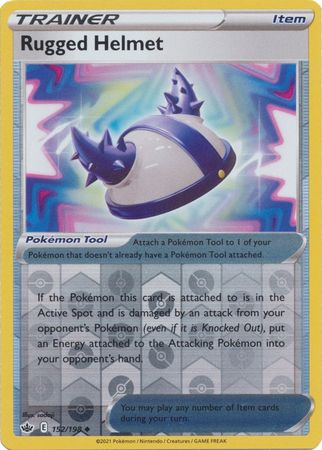 TRAINER Item
Rugged Helmet
Pokémon Tool Attach a Pokémon Tool to 1 of your
Pokémon that doesn't already have a Pokémon Tool attached.
If the Pokémon this card is attached to is in the
Active Spot and is damaged by an attack from your
opponent's Pokémon (even if it is Knocked Out), put
an Energy attached to the Attacking Pokémon into
your opponent's hand.
Illus. sadaji
You may play any number of Item cards
during your turn.
E 152/198
©2021 Pokémon / Nintendo / Creatures / GAME FREAK